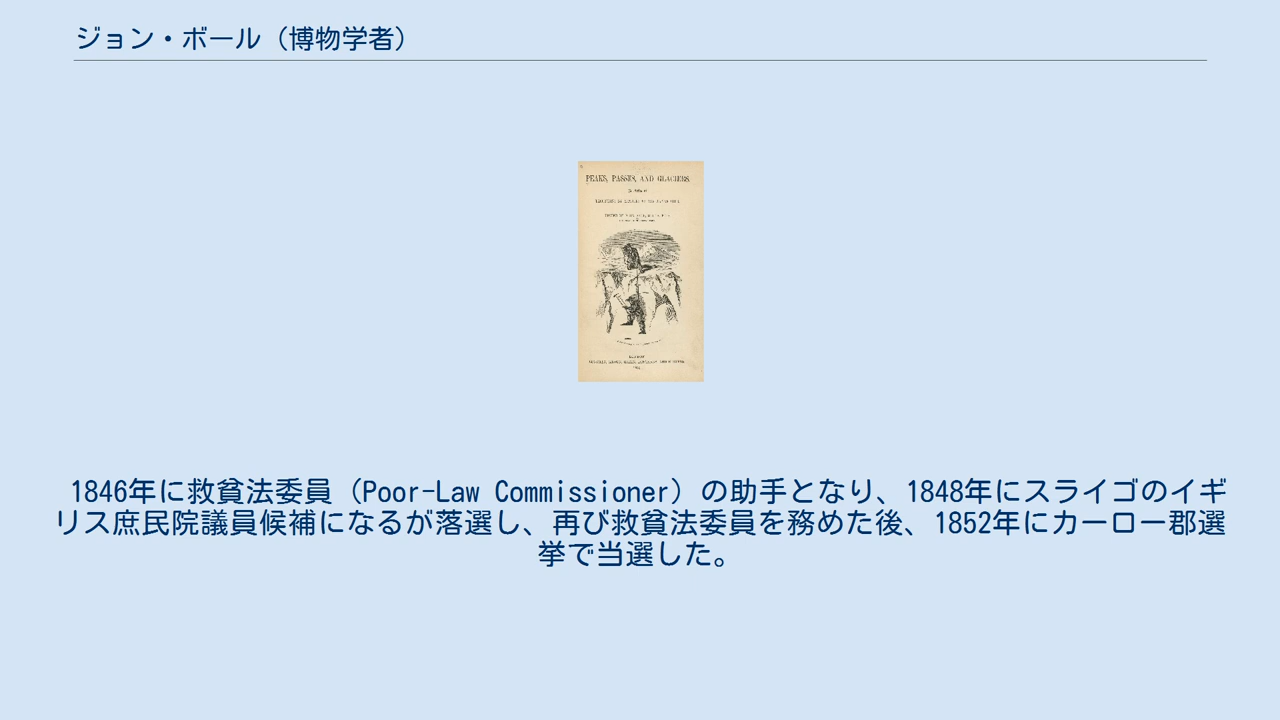 ジョン・ボール（博物学者）
PEAKS, PASSES, AND GLACIERS.
LONDON
1846年に救貧法委員（Poor-Law Commissioner）の助手となり、1848年にスライゴのイギ
リス庶民院議員候補になるが落選し、再び救貧法委員を務めた後、1852年にカーロー郡選
挙で当選した。